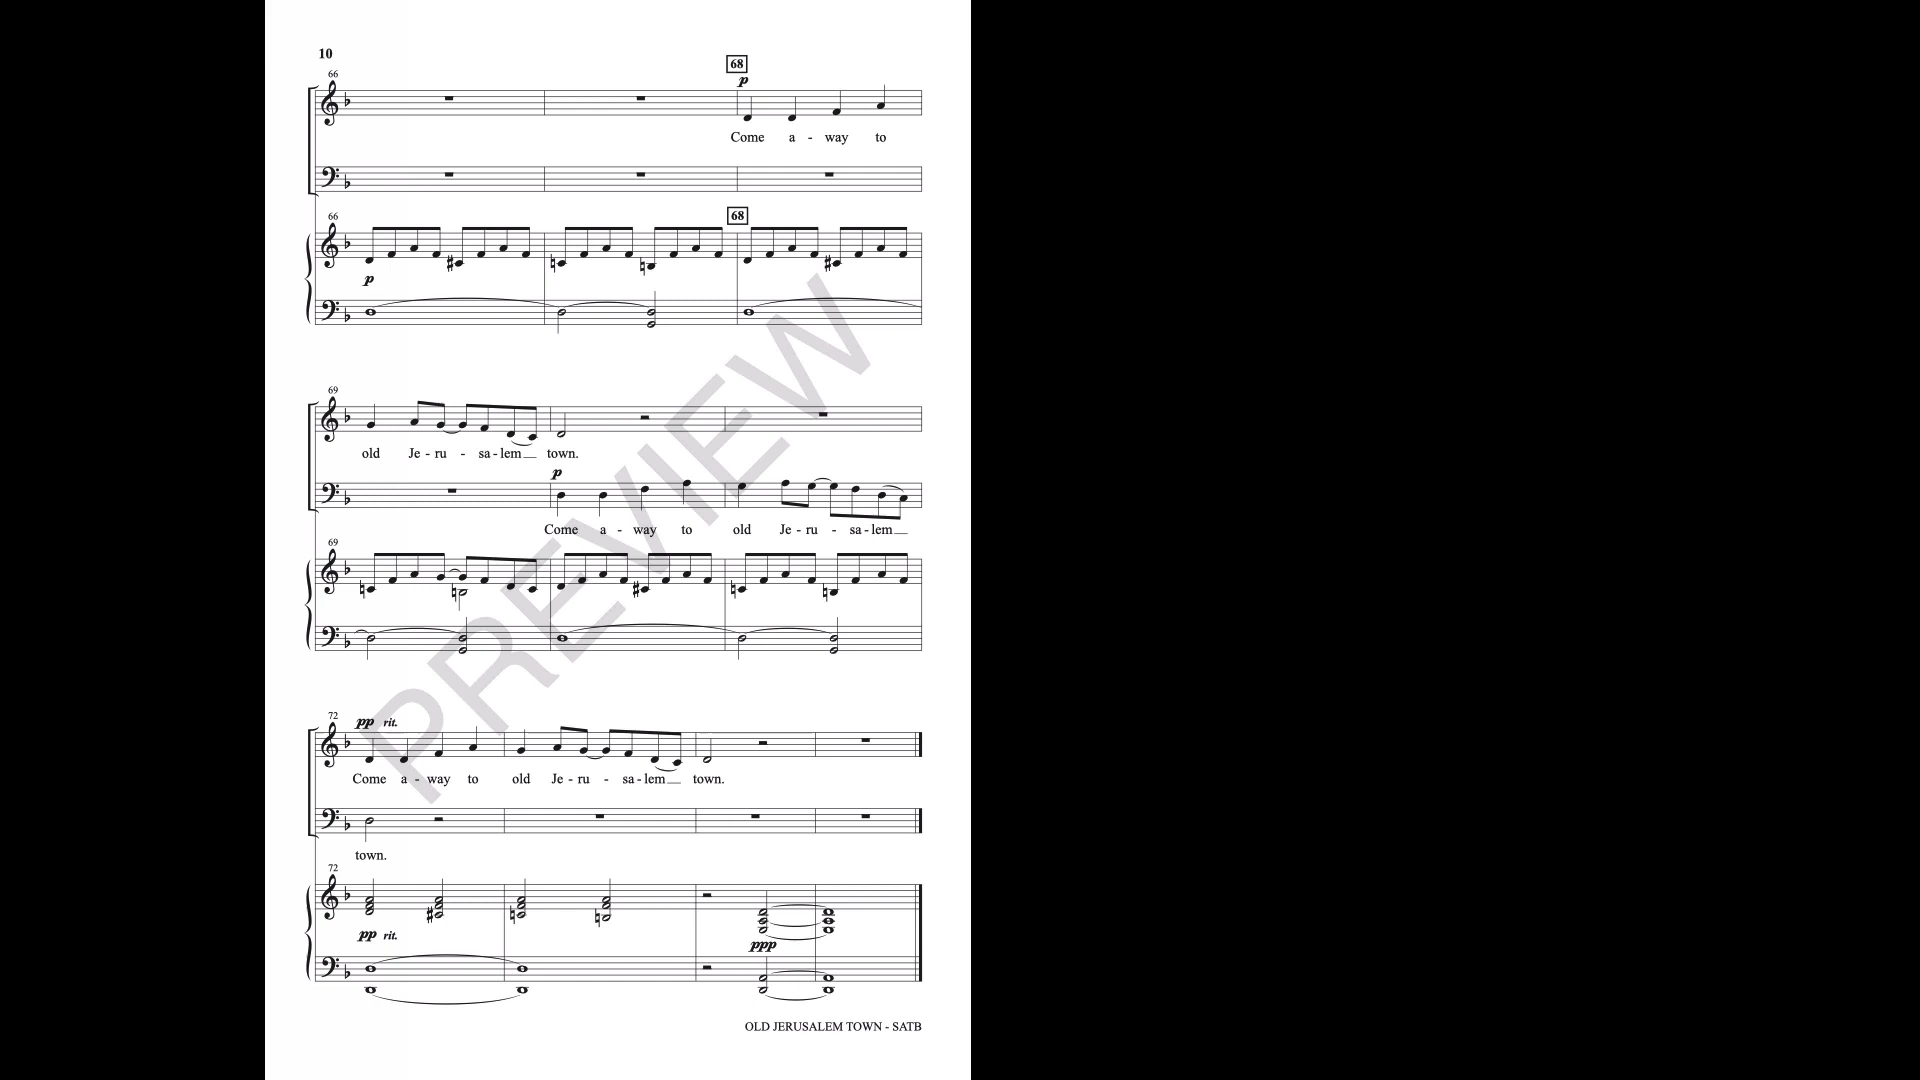 10
66
68
p
Come a - way to
66
68
p
69
old Je - ru - sa - lem town.
p
Come a - way to old Je - ru - sa - lem
69
72
pp rit.
Come a - way to old Je - ru - sa - lem town.
town.
72
pp rit.
ppp
OLD JERUSALEM TOWN - SATB
PREVIEW